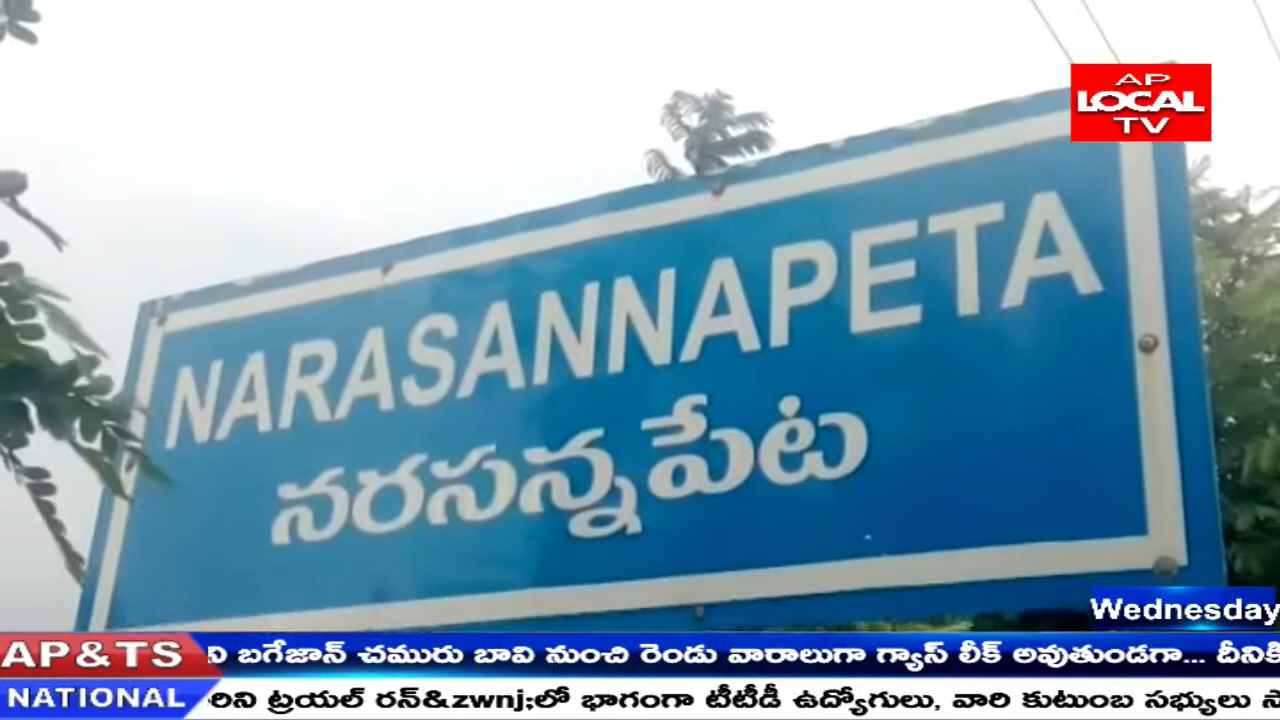 AP
LOCAL
TV
NARASANNAPETA
నరసన్నపేట
Wednesday
AP&TS
ని బగేజాన్ చమురు బావి నుంచి రెండు వారాలుగా గ్యాస్ లీక్ అవుతుండగా... దీనికి
NATIONAL
రిని ట్రయల్ రన్&zwnj;లో భాగంగా టీటీడీ ఉద్యోగులు, వారి కుటుంబ సభ్యులు